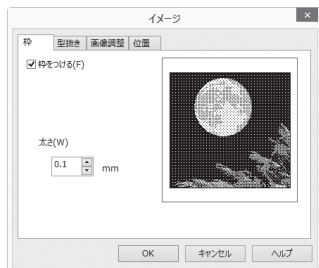 イメージ
枠 型抜き 画像調整 位置
枠をつける(F)
太さ(W)
0.1 mm
OK キャンセル ヘルプ